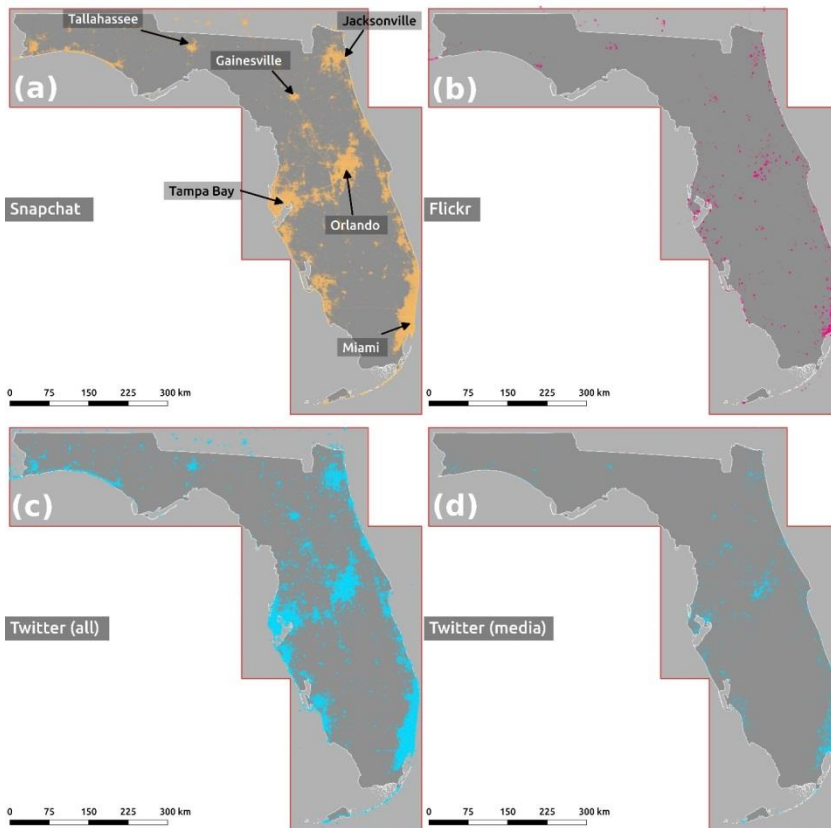 Tallahassee
Jacksonville
Gainesville
(a)
Tampa Bay
Snapchat
Orlando
Miami
0 75 150 225 300 km
(b)
Flickr
0 75 150 225 300 km
(c)
Twitter (all)
0 75 150 225 300 km
(d)
Twitter (media)
0 75 150 225 300 km